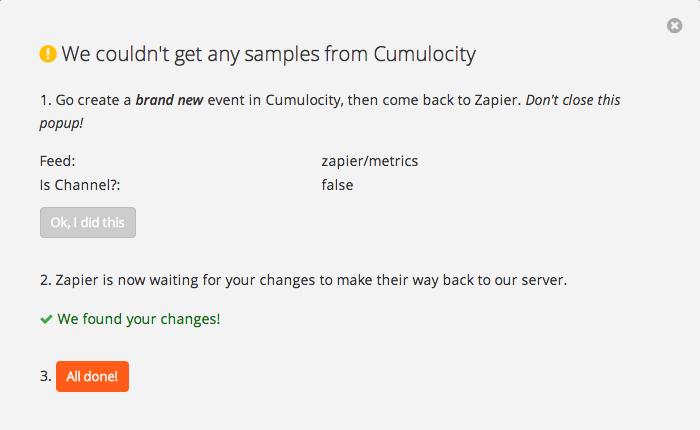 We couldn't get any samples from Cumulocity
1. Go create a brand new event in Cumulocity, then come back to Zapier. Don't close this
popup!
Feed: zapier/metrics
Is Channel?: false
Ok, I did this
2. Zapier is now waiting for your changes to make their way back to our server.
We found your changes!
3. All done!